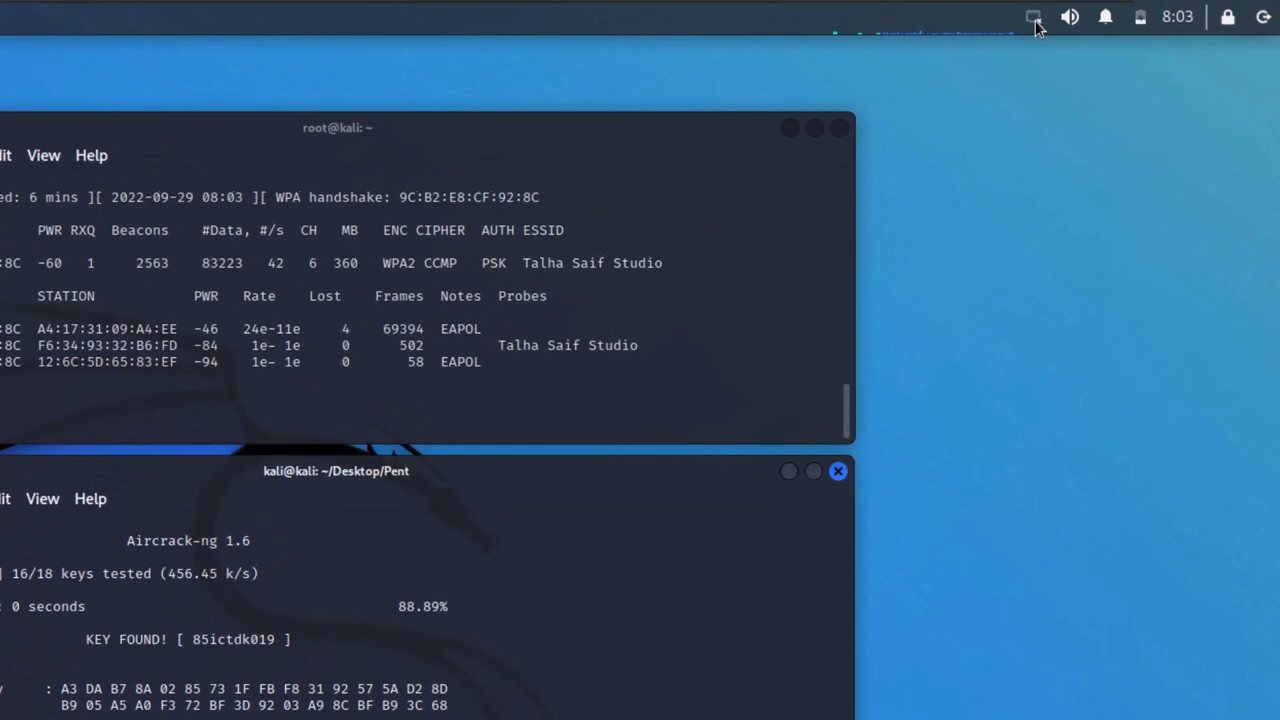 8:03
root@kali: ~
dit View Help
ed: 6 mins ][ 2022-09-29 08:03 ][ WPA handshake: 9C:B2:E8:CF:92:8C
PWR RXQ Beacons #Data, #/s CH MB ENC CIPHER AUTH ESSID
:8C -60 1 2563 83223 42 6 360 WPA2 CCMP PSK Talha Saif Studio
STATION PWR Rate Lost Frames Notes Probes
:8C A4:17:31:09:A4:EE -46 24e-11e 4 69394 EAPOL
:8C F6:34:93:32:B6:FD -84 1e- 1e 0 502 Talha Saif Studio
:8C 12:6C:5D:65:83:EF -94 1e- 1e 0 58 EAPOL
kali@kali: ~/Desktop/Pent
dit View Help
Aircrack-ng 1.6
] 16/18 keys tested (456.45 k/s)
: 0 seconds 88.89%
KEY FOUND! [ 85ictdk019 ]
y : A3 DA B7 8A 02 85 73 1F FB F8 31 92 57 5A D2 8D
B9 05 A5 A0 F3 72 BF 3D 92 03 A9 8C BF B9 3C 68